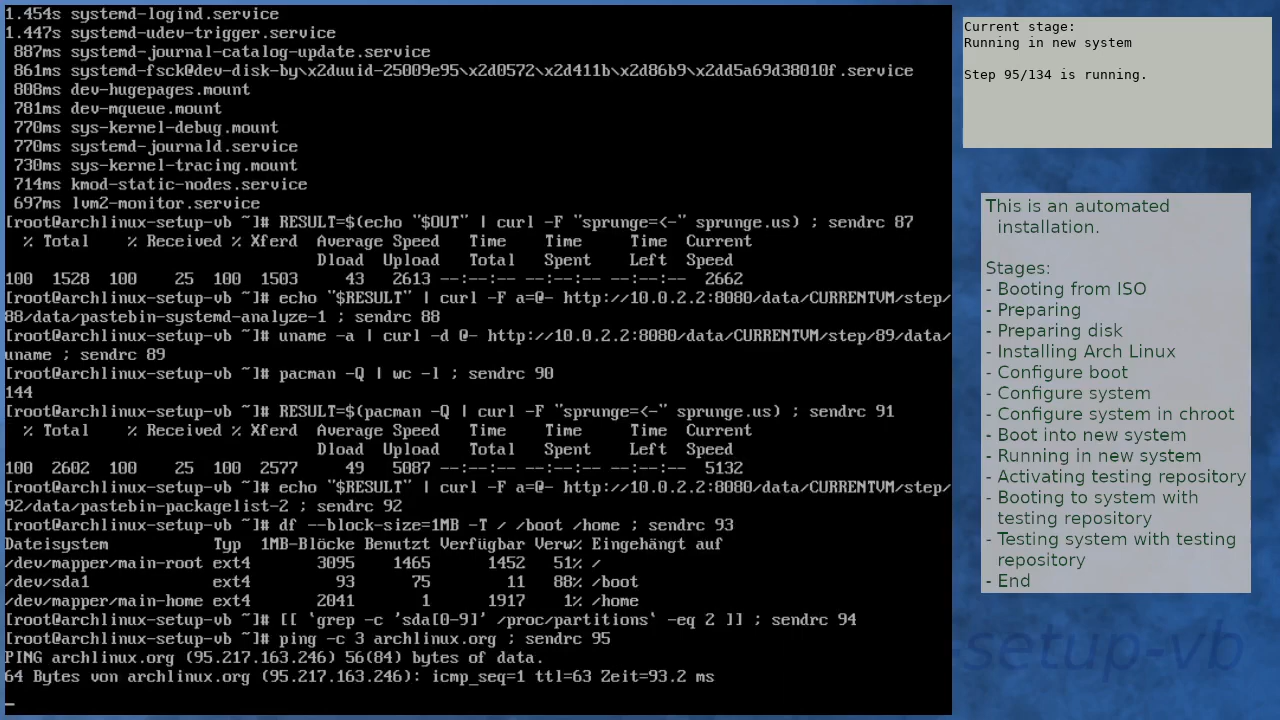 1.454s systemd-logind.service
1.447s systemd-udev-trigger.service
 887ms systemd-journal-catalog-update.service
 861ms systemd-fsck@dev-disk-by\x2duuid-25009e95\x2d0572\x2d411b\x2d86b9\x2dd5a69d38010f.service
 808ms dev-hugepages.mount
 781ms dev-mqueue.mount
 770ms sys-kernel-debug.mount
 770ms systemd-journald.service
 730ms sys-kernel-tracing.mount
 714ms kmod-static-nodes.service
 697ms lvm2-monitor.service
[root@archlinux-setup-vb ~]# RESULT=$(echo "$OUT" | curl -F "sprunge=<-" sprunge.us) ; sendrc 87
  % Total    % Received % Xferd  Average Speed   Time    Time     Time  Current
                                 Dload  Upload   Total   Spent    Left  Speed
100  1528  100    25  100  1503     43   2613 --:--:-- --:--:-- --:--:--  2662
[root@archlinux-setup-vb ~]# echo "$RESULT" | curl -F a=@- http://10.0.2.2:8080/data/CURRENTVM/step/
88/data/pastebin-systemd-analyze-1 ; sendrc 88
[root@archlinux-setup-vb ~]# uname -a | curl -d @- http://10.0.2.2:8080/data/CURRENTVM/step/89/data/
uname ; sendrc 89
[root@archlinux-setup-vb ~]# pacman -Q | wc -l ; sendrc 90
144
[root@archlinux-setup-vb ~]# RESULT=$(pacman -Q | curl -F "sprunge=<-" sprunge.us) ; sendrc 91
  % Total    % Received % Xferd  Average Speed   Time    Time     Time  Current
                                 Dload  Upload   Total   Spent    Left  Speed
100  2602  100    25  100  2577     49   5087 --:--:-- --:--:-- --:--:--  5132
[root@archlinux-setup-vb ~]# echo "$RESULT" | curl -F a=@- http://10.0.2.2:8080/data/CURRENTVM/step/
92/data/pastebin-packagelist-2 ; sendrc 92
[root@archlinux-setup-vb ~]# df --block-size=1MB -T / /boot /home ; sendrc 93
Dateisystem           Typ  1MB-Blöcke Benutzt Verfügbar Verw% Eingehängt auf
/dev/mapper/main-root ext4       3095    1465      1452   51% /
/dev/sda1             ext4         93      75        11   88% /boot
/dev/mapper/main-home ext4       2041       1      1917    1% /home
[root@archlinux-setup-vb ~]# [[ `grep -c 'sda[0-9]' /proc/partitions` -eq 2 ]] ; sendrc 94
[root@archlinux-setup-vb ~]# ping -c 3 archlinux.org ; sendrc 95
PING archlinux.org (95.217.163.246) 56(84) bytes of data.
64 Bytes von archlinux.org (95.217.163.246): icmp_seq=1 ttl=63 Zeit=93.2 ms
Current stage:
Running in new system
Step 95/134 is running.
This is an automated
installation.
Stages:
- Booting from ISO
- Preparing
- Preparing disk
- Installing Arch Linux
- Configure boot
- Configure system
- Configure system in chroot
- Boot into new system
- Running in new system
- Activating testing repository
- Booting to system with
testing repository
- Testing system with testing
repository
- End
setup-vb